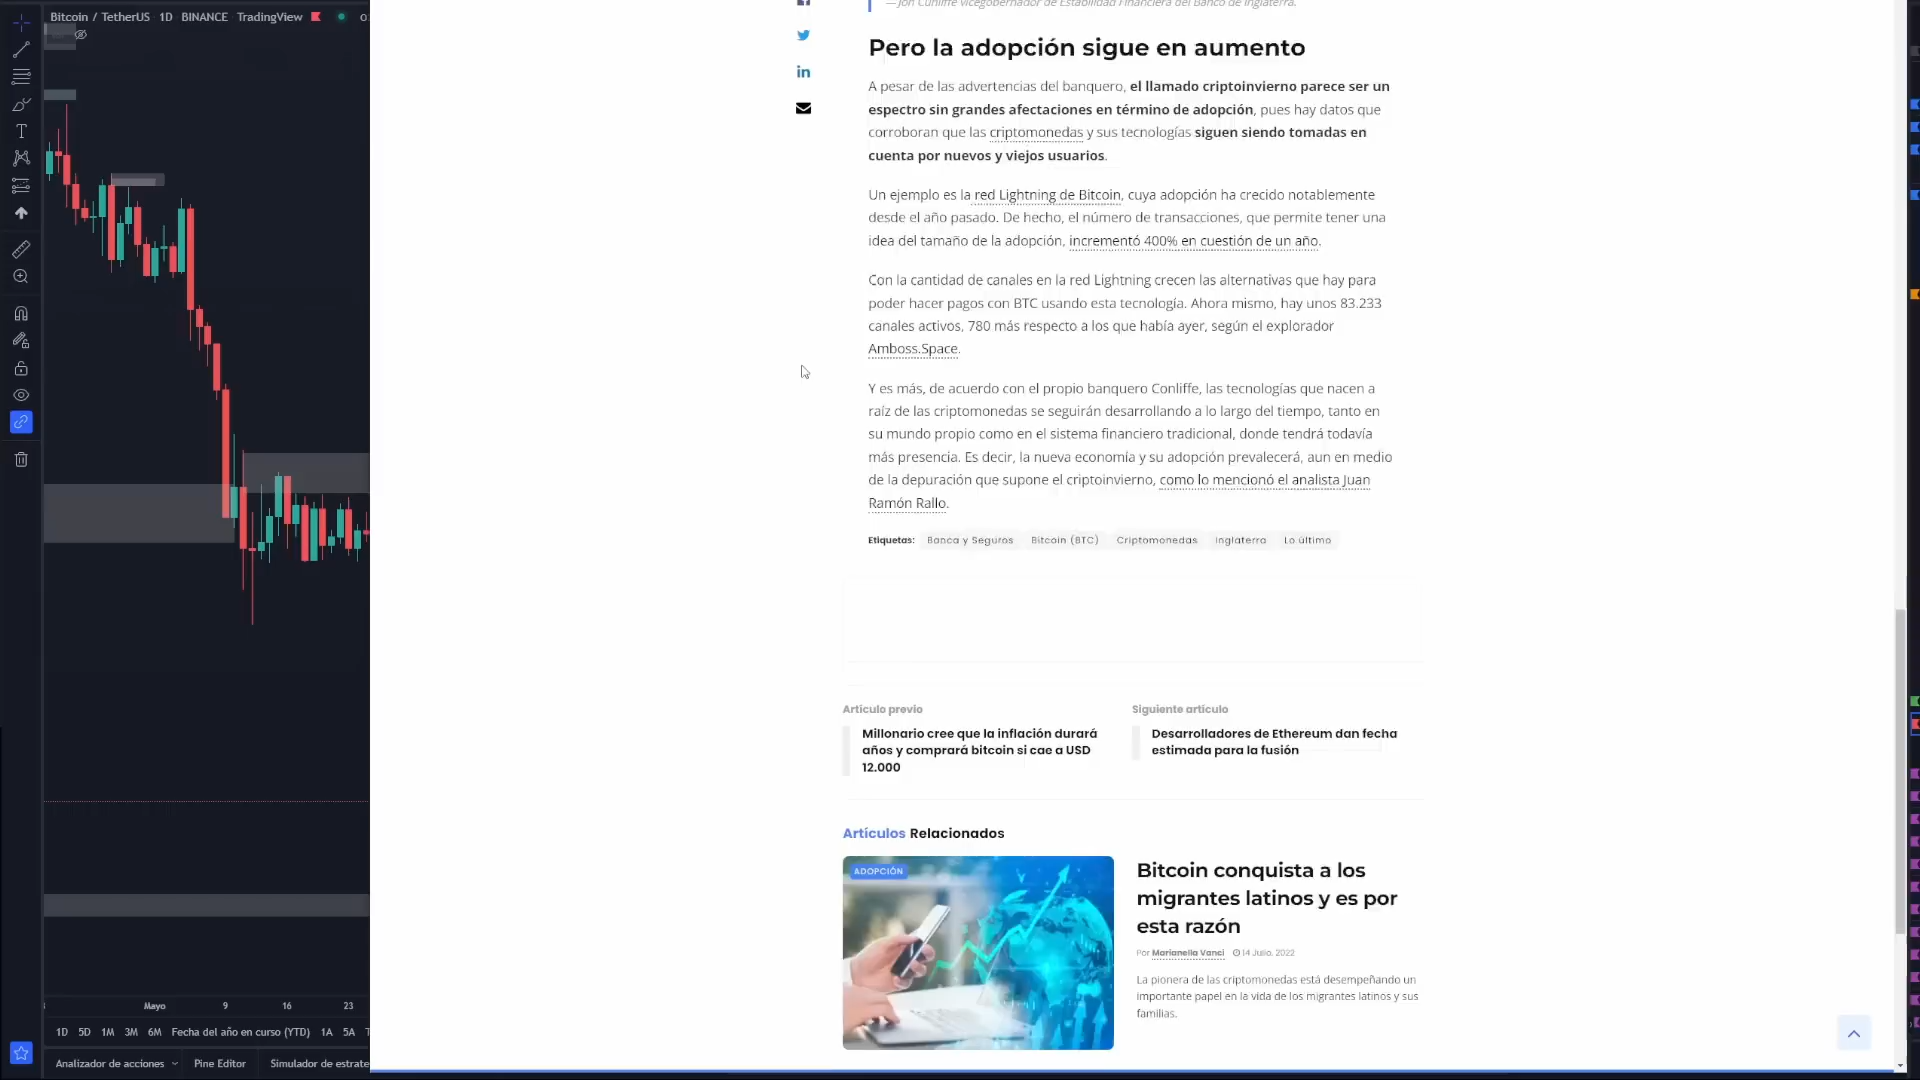 Bitcoin / TetherUS 1D BINANCE TradingView
— Jon Cunliffe vicegobernador de Estabilidad Financiera del Banco de Inglaterra.
Pero la adopción sigue en aumento
A pesar de las advertencias del banquero, el llamado criptoinvierno parece ser un
espectro sin grandes afectaciones en término de adopción, pues hay datos que
corroboran que las criptomonedas y sus tecnologías siguen siendo tomadas en
cuenta por nuevos y viejos usuarios.
Un ejemplo es la red Lightning de Bitcoin, cuya adopción ha crecido notablemente
desde el año pasado. De hecho, el número de transacciones, que permite tener una
idea del tamaño de la adopción, incrementó 400% en cuestión de un año.
Con la cantidad de canales en la red Lightning crecen las alternativas que hay para
poder hacer pagos con BTC usando esta tecnología. Ahora mismo, hay unos 83.233
canales activos, 780 más respecto a los que había ayer, según el explorador
Amboss.Space.
Y es más, de acuerdo con el propio banquero Conliffe, las tecnologías que nacen a
raíz de las criptomonedas se seguirán desarrollando a lo largo del tiempo, tanto en
su mundo propio como en el sistema financiero tradicional, donde tendrá todavía
más presencia. Es decir, la nueva economía y su adopción prevalecerá, aun en medio
de la depuración que supone el criptoinvierno, como lo mencionó el analista Juan
Ramón Rallo.
Etiquetas: Banca y Seguros Bitcoin (BTC) Criptomonedas Inglaterra Lo último
Artículo previo
Millonario cree que la inflación durará
años y comprará bitcoin si cae a USD
12.000
Siguiente artículo
Desarrolladores de Ethereum dan fecha
estimada para la fusión
Artículos Relacionados
ADOPCIÓN
Bitcoin conquista a los
migrantes latinos y es por
esta razón
Por Marianella Vanci 14 Julio, 2022
La pionera de las criptomonedas está desempeñando un
importante papel en la vida de los migrantes latinos y sus
familias.
Mayo 9 16 23
1D 5D 1M 3M 6M Fecha del año en curso (YTD) 1A 5A T
Analizador de acciones Pine Editor Simulador de estrate